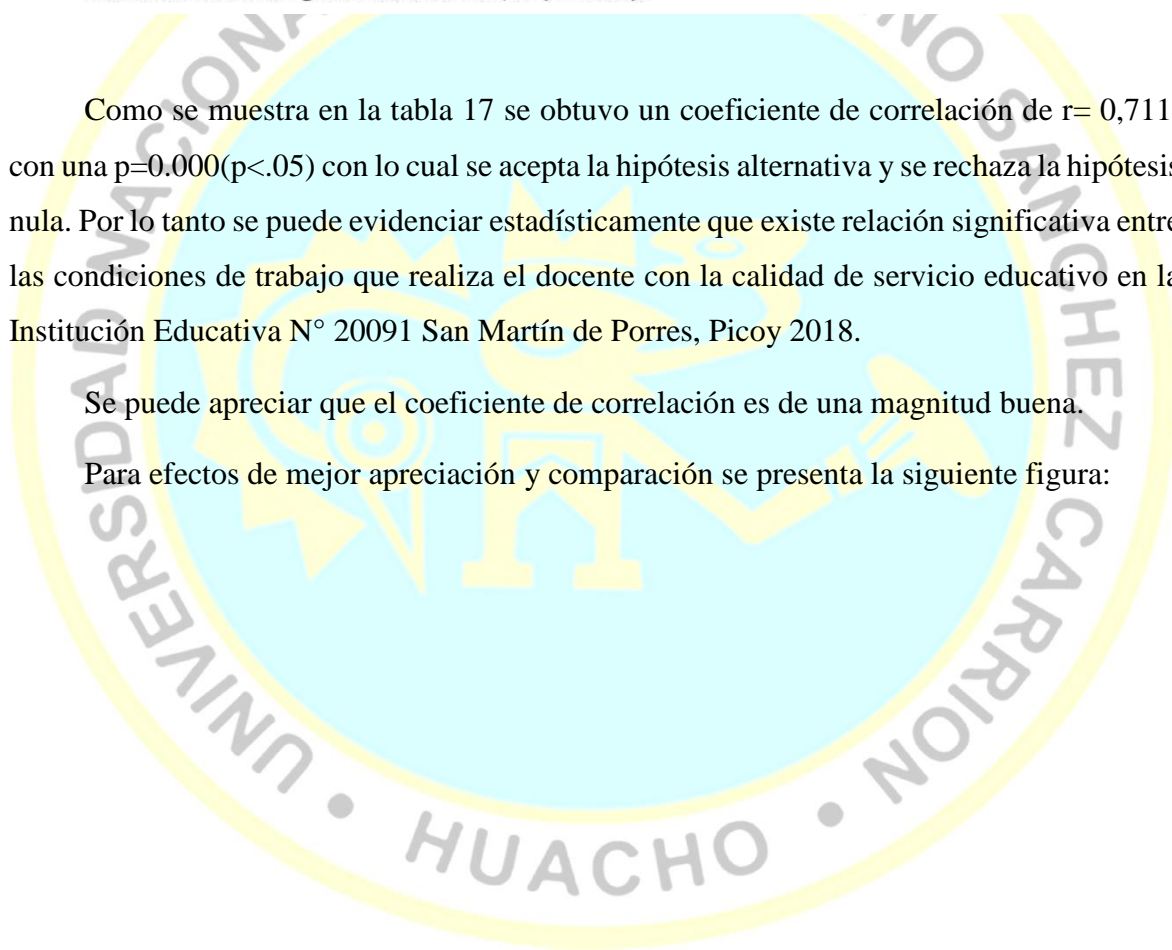 Como se muestra en la tabla 17 se obtuvo un coeficiente de correlación de r= 0,711
con una p=0.000(p<.05) con lo cual se acepta la hipótesis alternativa y se rechaza la hipótesis
nula. Por lo tanto se puede evidenciar estadísticamente que existe relación significativa entre
las condiciones de trabajo que realiza el docente con la calidad de servicio educativo en la
Institución Educativa N° 20091 San Martín de Porres, Picoy 2018.
Se puede apreciar que el coeficiente de correlación es de una magnitud buena.
Para efectos de mejor apreciación y comparación se presenta la siguiente figura:
UNIVERSIDAD NACIONA
NO SANCHEZ CARRION
• HUACHO •